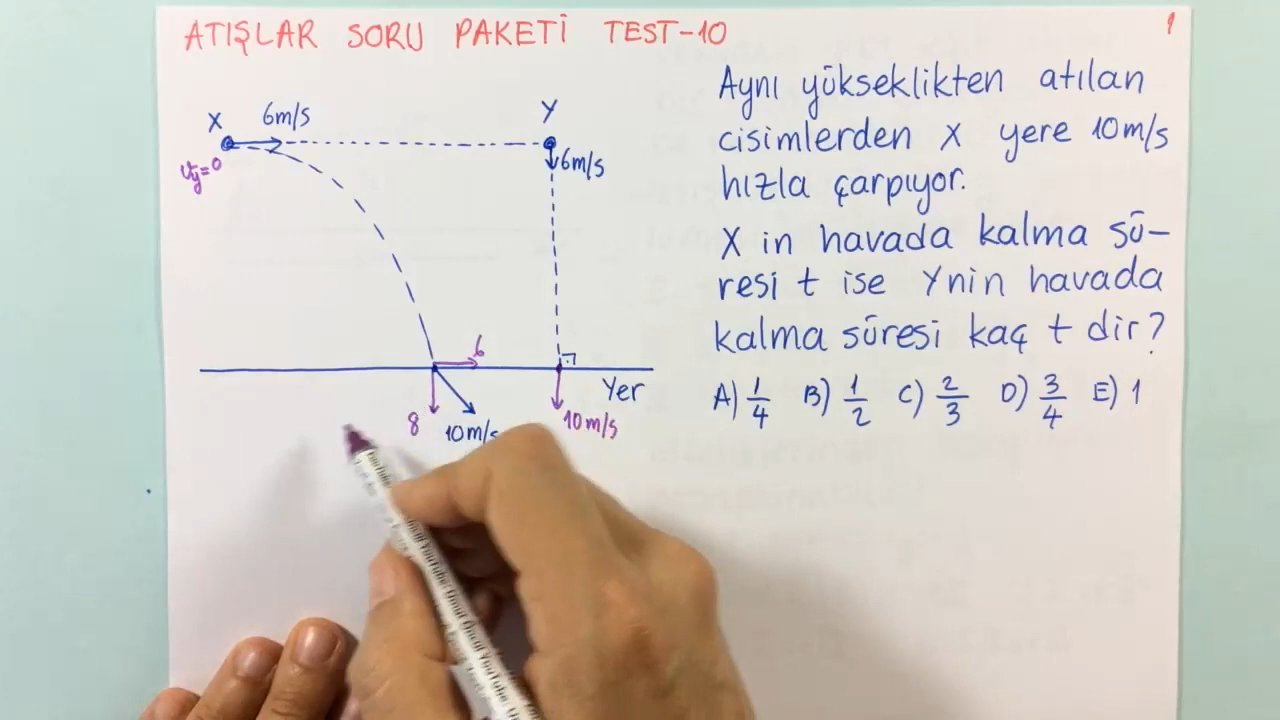 ATIŞLAR SORU PAKETİ TEST-10
1
X
6m/s
Y
Vy=0
6m/s
6
Yer
8
10m/s
10m/s
Aynı yükseklikten atılan
cisimlerden X yere 10m/s
hızla çarpıyor.
X in havada kalma sü-
resi t ise Ynin havada
kalma süresi kaç t dir?
A) 1/4 B) 1/2 C) 2/3 D) 3/4 E) 1